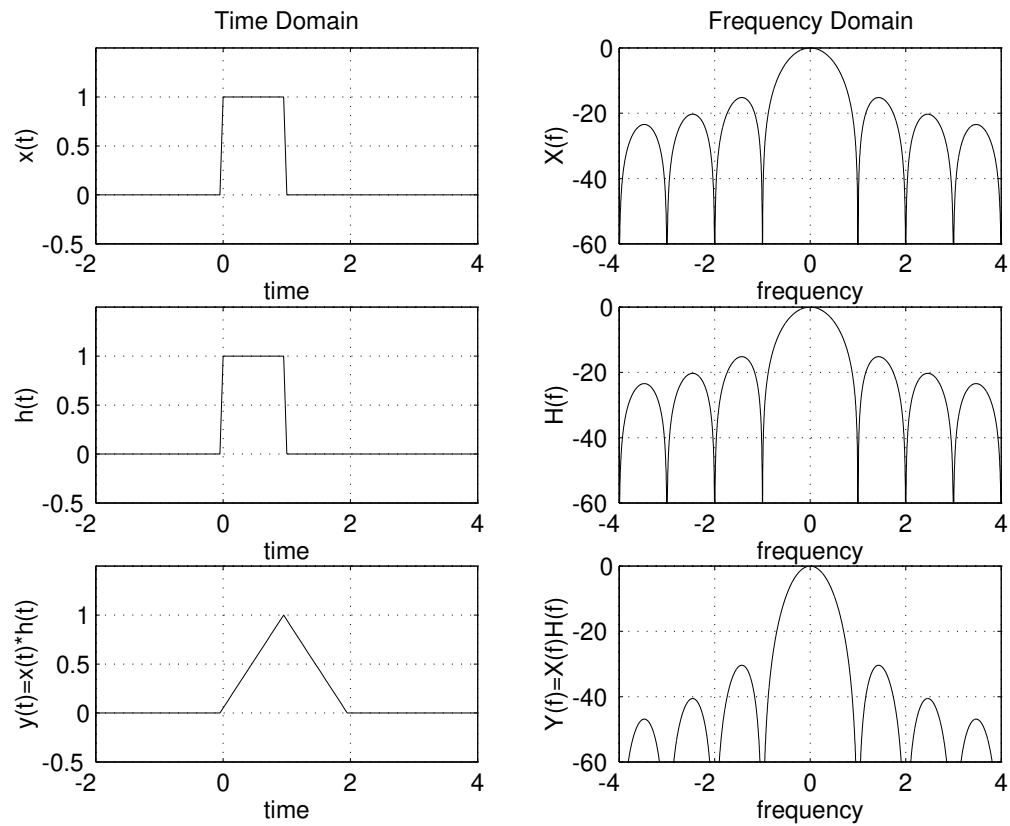 Time Domain
1
0.5
0
-0.5
-2 0 2 4
x(t)
time
Frequency Domain
0
-20
-40
-60
-4 -2 0 2 4
X(f)
frequency
1
0.5
0
-0.5
-2 0 2 4
h(t)
time
0
-20
-40
-60
-4 -2 0 2 4
H(f)
frequency
1
0.5
0
-0.5
-2 0 2 4
y(t)=x(t)*h(t)
time
0
-20
-40
-60
-4 -2 0 2 4
Y(f)=X(f)H(f)
frequency